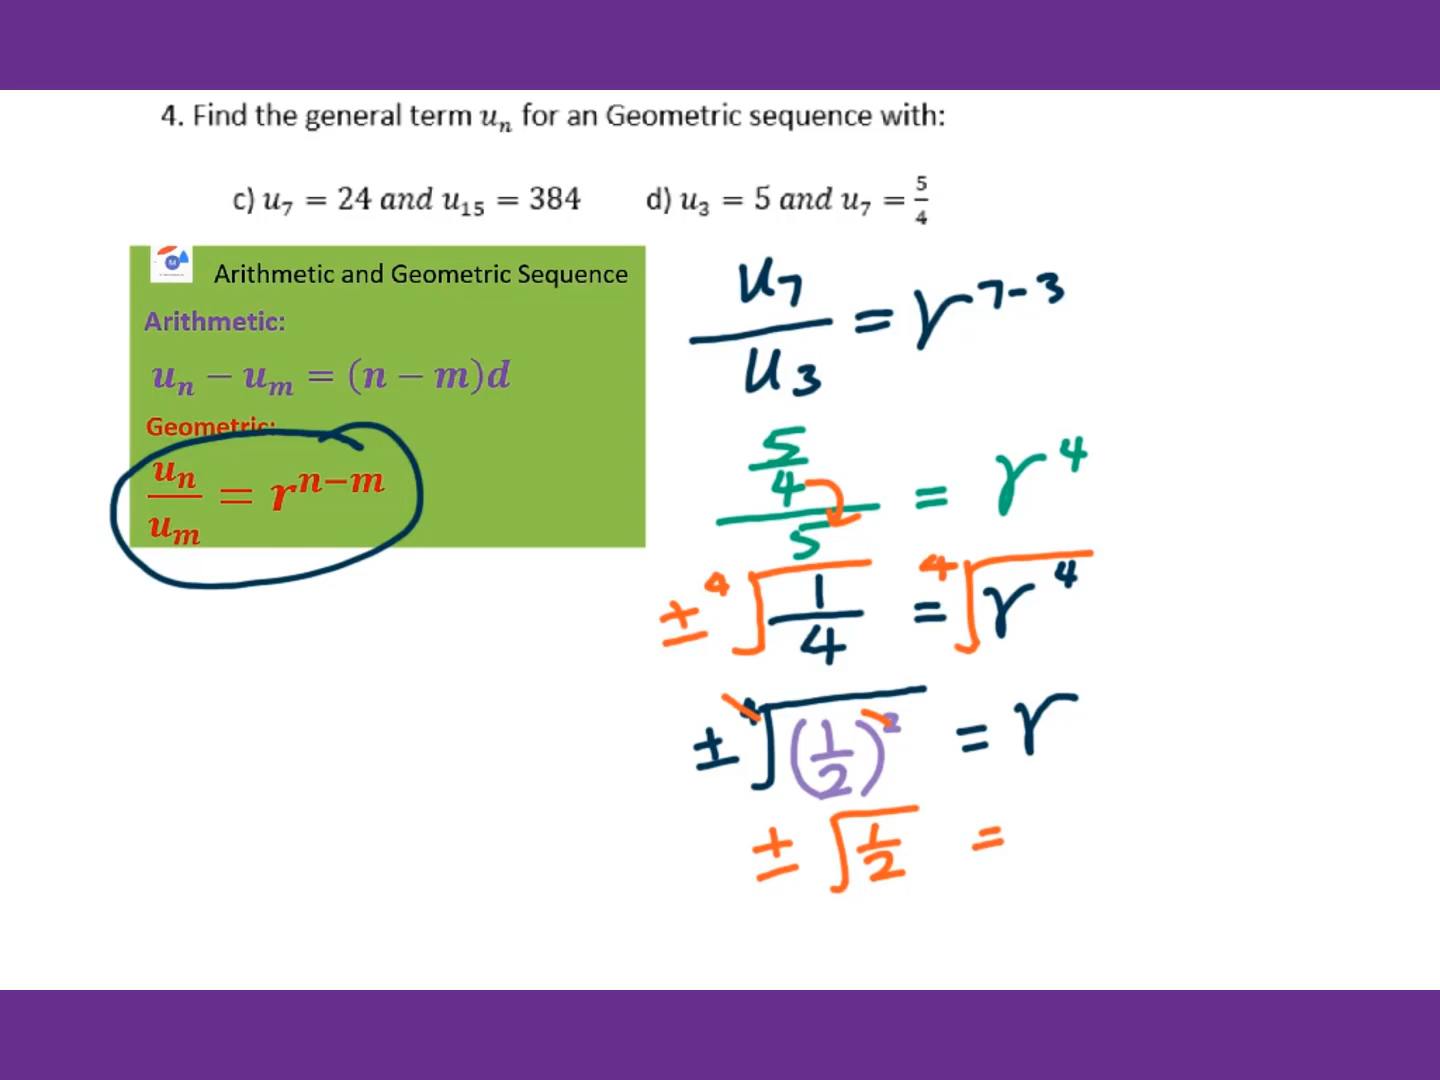 4. Find the general term uₙ for an Geometric sequence with:
c) u₇ = 24 and u₁₅ = 384 d) u₃ = 5 and u₇ = 5/4
Arithmetic and Geometric Sequence
Arithmetic:
uₙ − uₘ = (n − m)d
Geometric:
uₙ/uₘ = rⁿ⁻ᵐ
u₇/u₃ = r⁷⁻³
(5/4)/5 = r⁴
± ⁴√(1/4) = ⁴√(r⁴)
± ⁴√((1/2)²) = r
± √(1/2) =